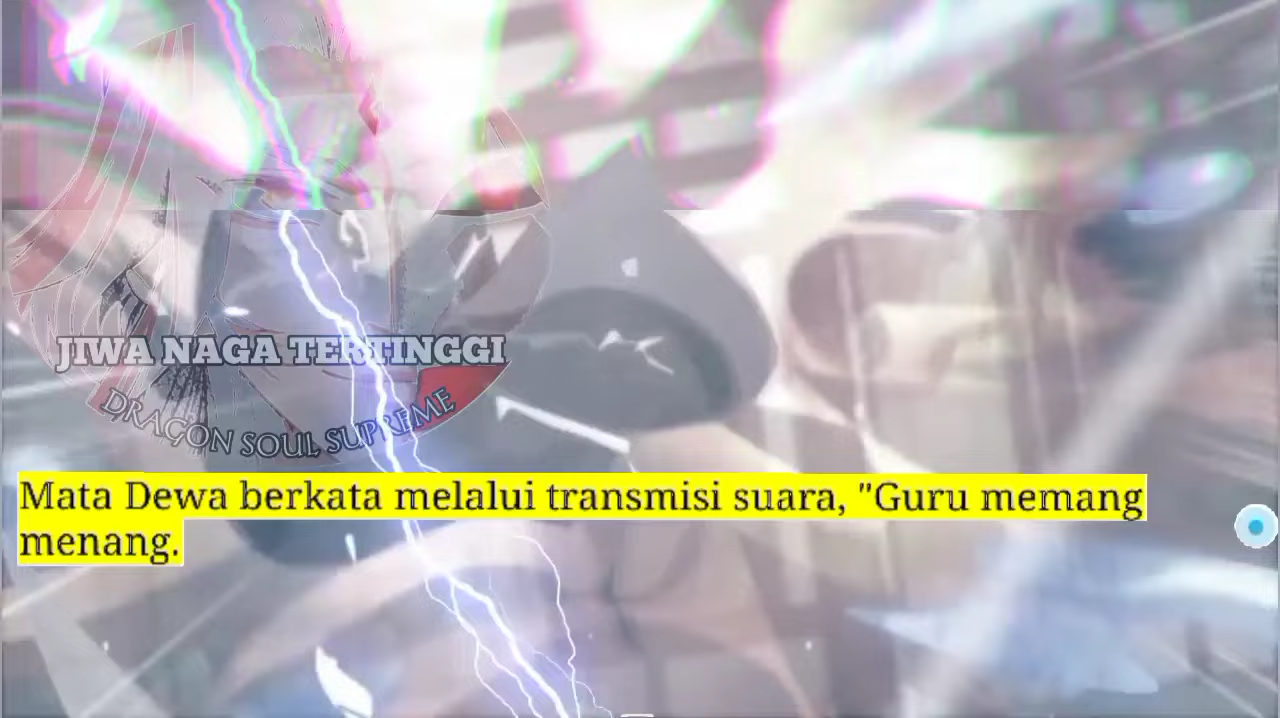 JIWA NAGA TERTINGGI
DRAGON SOUL SUPREME
Mata Dewa berkata melalui transmisi suara, "Guru memang
menang.